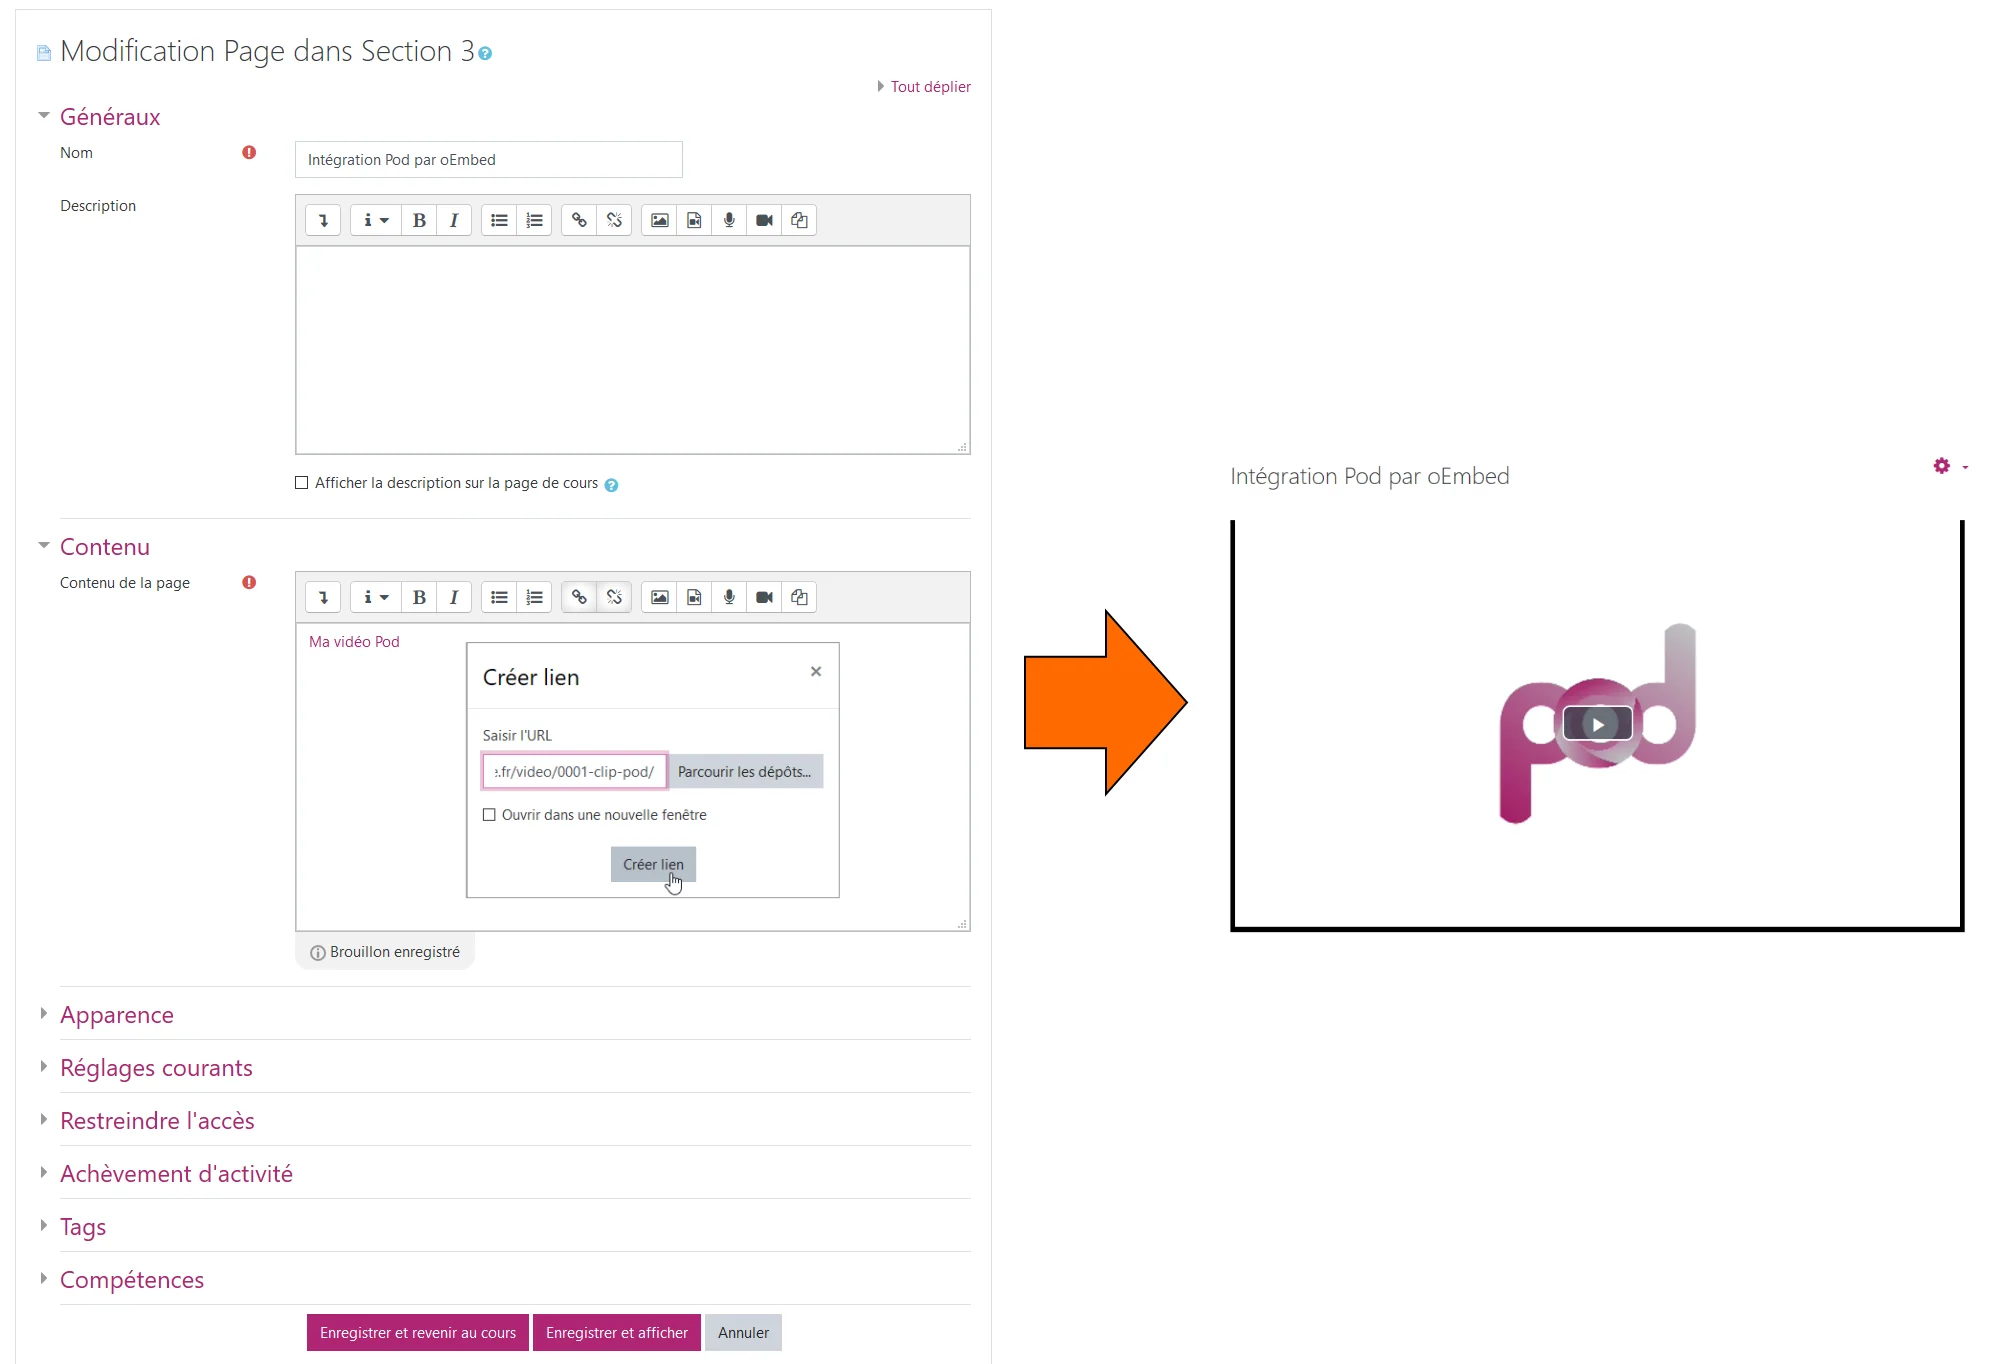 Modification Page dans Section 3
Tout déplier
Généraux
Nom
Intégration Pod par oEmbed
Description
i B I
Afficher la description sur la page de cours
Contenu
Contenu de la page
i B I
Ma vidéo Pod
Créer lien
Saisir l'URL
.fr/video/0001-clip-pod/
Parcourir les dépôts...
Ouvrir dans une nouvelle fenêtre
Créer lien
Brouillon enregistré
Apparence
Réglages courants
Restreindre l'accès
Achèvement d'activité
Tags
Compétences
Enregistrer et revenir au cours
Enregistrer et afficher
Annuler
Intégration Pod par oEmbed
pod